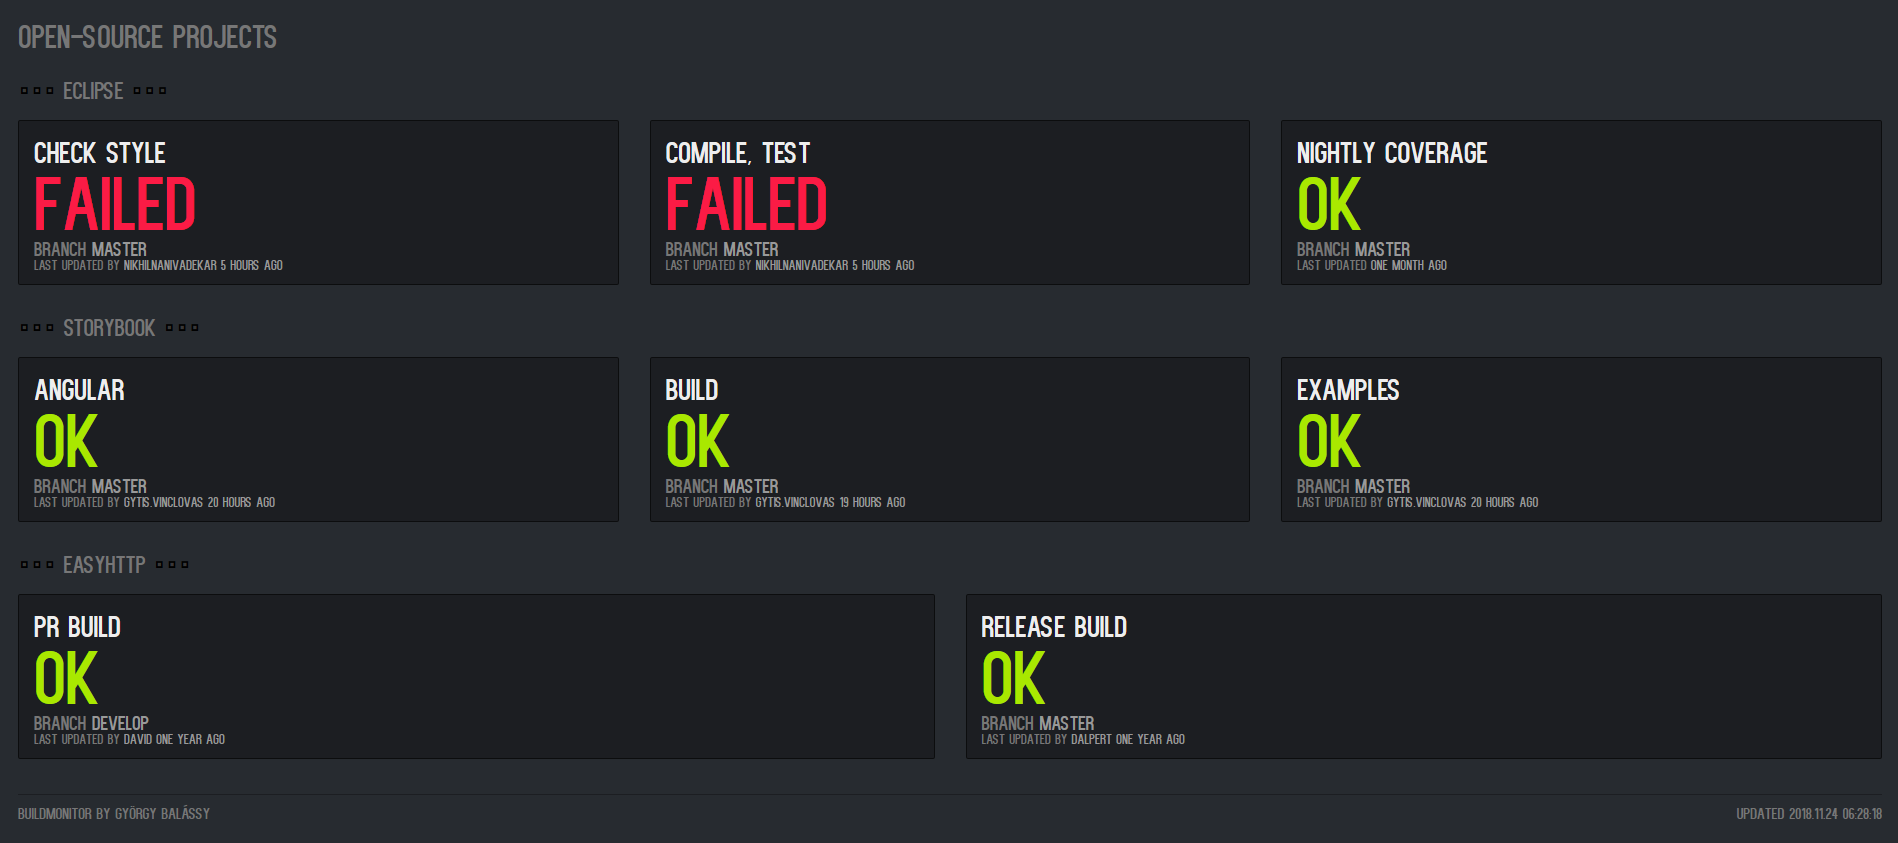 OPEN-SOURCE PROJECTS
ECLIPSE
CHECK STYLE
FAILED
BRANCH MASTER
LAST UPDATED BY NIKHILNANIVADEKAR 5 HOURS AGO
COMPILE, TEST
FAILED
BRANCH MASTER
LAST UPDATED BY NIKHILNANIVADEKAR 5 HOURS AGO
NIGHTLY COVERAGE
OK
BRANCH MASTER
LAST UPDATED ONE MONTH AGO
STORYBOOK
ANGULAR
OK
BRANCH MASTER
LAST UPDATED BY GYTIS.VINCLOVAS 20 HOURS AGO
BUILD
OK
BRANCH MASTER
LAST UPDATED BY GYTIS.VINCLOVAS 19 HOURS AGO
EXAMPLES
OK
BRANCH MASTER
LAST UPDATED BY GYTIS.VINCLOVAS 20 HOURS AGO
EASYHTTP
PR BUILD
OK
BRANCH DEVELOP
LAST UPDATED BY DAVID ONE YEAR AGO
RELEASE BUILD
OK
BRANCH MASTER
LAST UPDATED BY DALPERT ONE YEAR AGO
BUILDMONITOR BY GYÖRGY BALÁSSY
UPDATED 2018.11.24 06:28:18